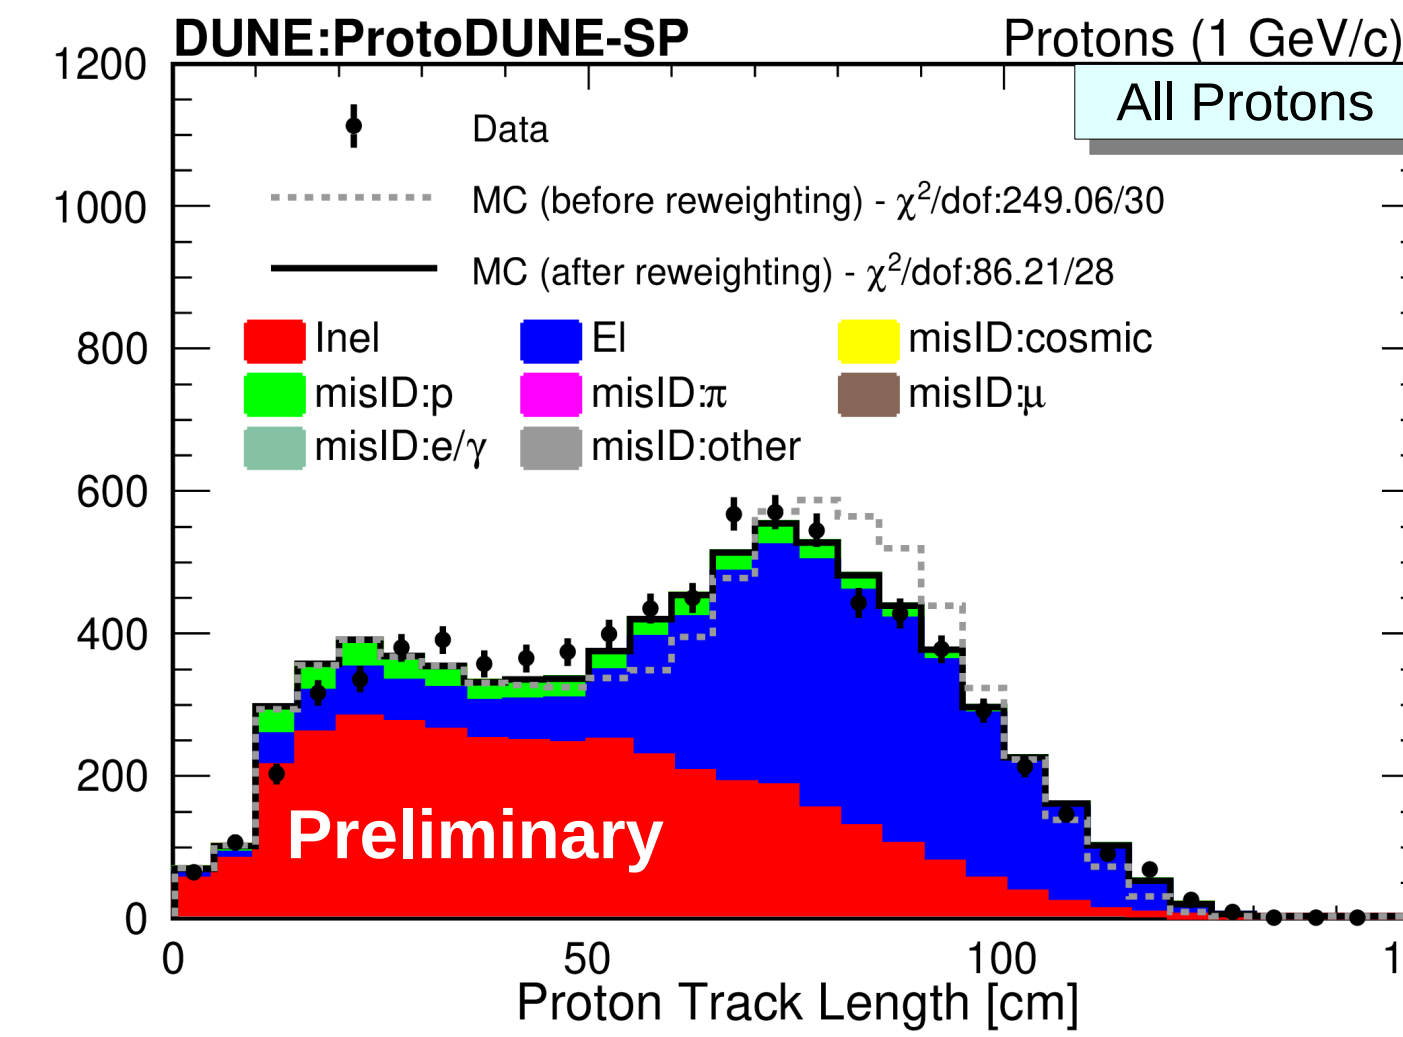 DUNE:ProtoDUNE-SP Protons (1 GeV/c)
All Protons
Data
MC (before reweighting) - χ²/dof:249.06/30
MC (after reweighting) - χ²/dof:86.21/28
Inel El misID:cosmic
misID:p misID:π misID:μ
misID:e/γ misID:other
1200
1000
800
600
400
200
0
Preliminary
0 50 100 1
Proton Track Length [cm]